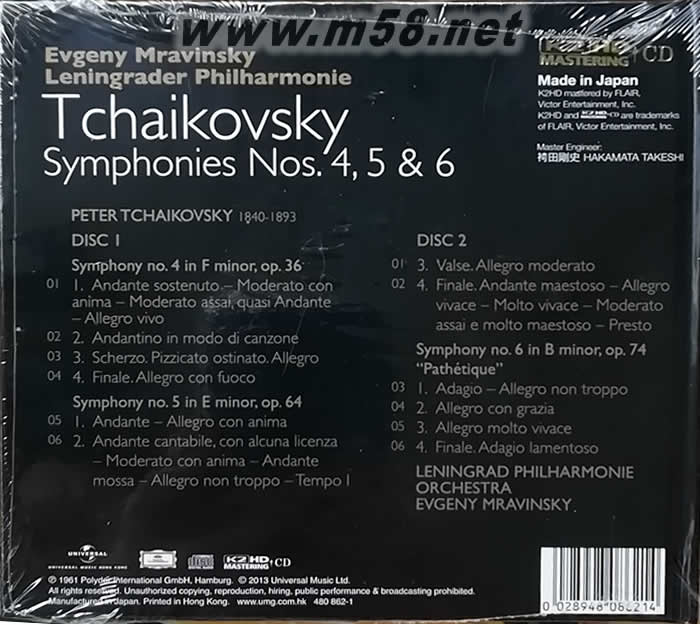 www.m58.net
Evgeny Mravinsky
Leningrader Philharmonie
Tchaikovsky
Symphonies Nos. 4, 5 & 6
K2HD
MASTERING + CD
Made in Japan
K2HD mastered by FLAIR,
Victor Entertainment, Inc.
K2HD and K2HD+CD are trademarks
of FLAIR, Victor Entertainment, Inc.
Master Engineer:
袴田剛史 HAKAMATA TAKESHI
PETER TCHAIKOVSKY 1840-1893
DISC 1
Symphony no. 4 in F minor, op. 36
01 1. Andante sostenuto – Moderato con
anima – Moderato assai, quasi Andante
– Allegro vivo
02 2. Andantino in modo di canzone
03 3. Scherzo. Pizzicato ostinato. Allegro
04 4. Finale. Allegro con fuoco
Symphony no. 5 in E minor, op. 64
05 1. Andante – Allegro con anima
06 2. Andante cantabile, con alcuna licenza
– Moderato con anima – Andante
mossa – Allegro non troppo – Tempo I
DISC 2
01 3. Valse. Allegro moderato
02 4. Finale. Andante maestoso – Allegro
vivace – Molto vivace – Moderato
assai e molto maestoso – Presto
Symphony no. 6 in B minor, op. 74
"Pathétique"
03 1. Adagio – Allegro non troppo
04 2. Allegro con grazia
05 3. Allegro molto vivace
06 4. Finale. Adagio lamentoso
LENINGRAD PHILHARMONIE
ORCHESTRA
EVGENY MRAVINSKY
UNIVERSAL
UNIVERSAL MUSIC HONG KONG
K2HD
MASTERING + CD
℗ 1961 Polydor International GmbH, Hamburg. © 2013 Universal Music Ltd.
All rights reserved. Unauthorized copying, reproduction, hiring, public performance & broadcasting prohibited.
Manufactured in Japan. Printed in Hong Kong. www.umg.com.hk 480 862-1
0 028948 086214